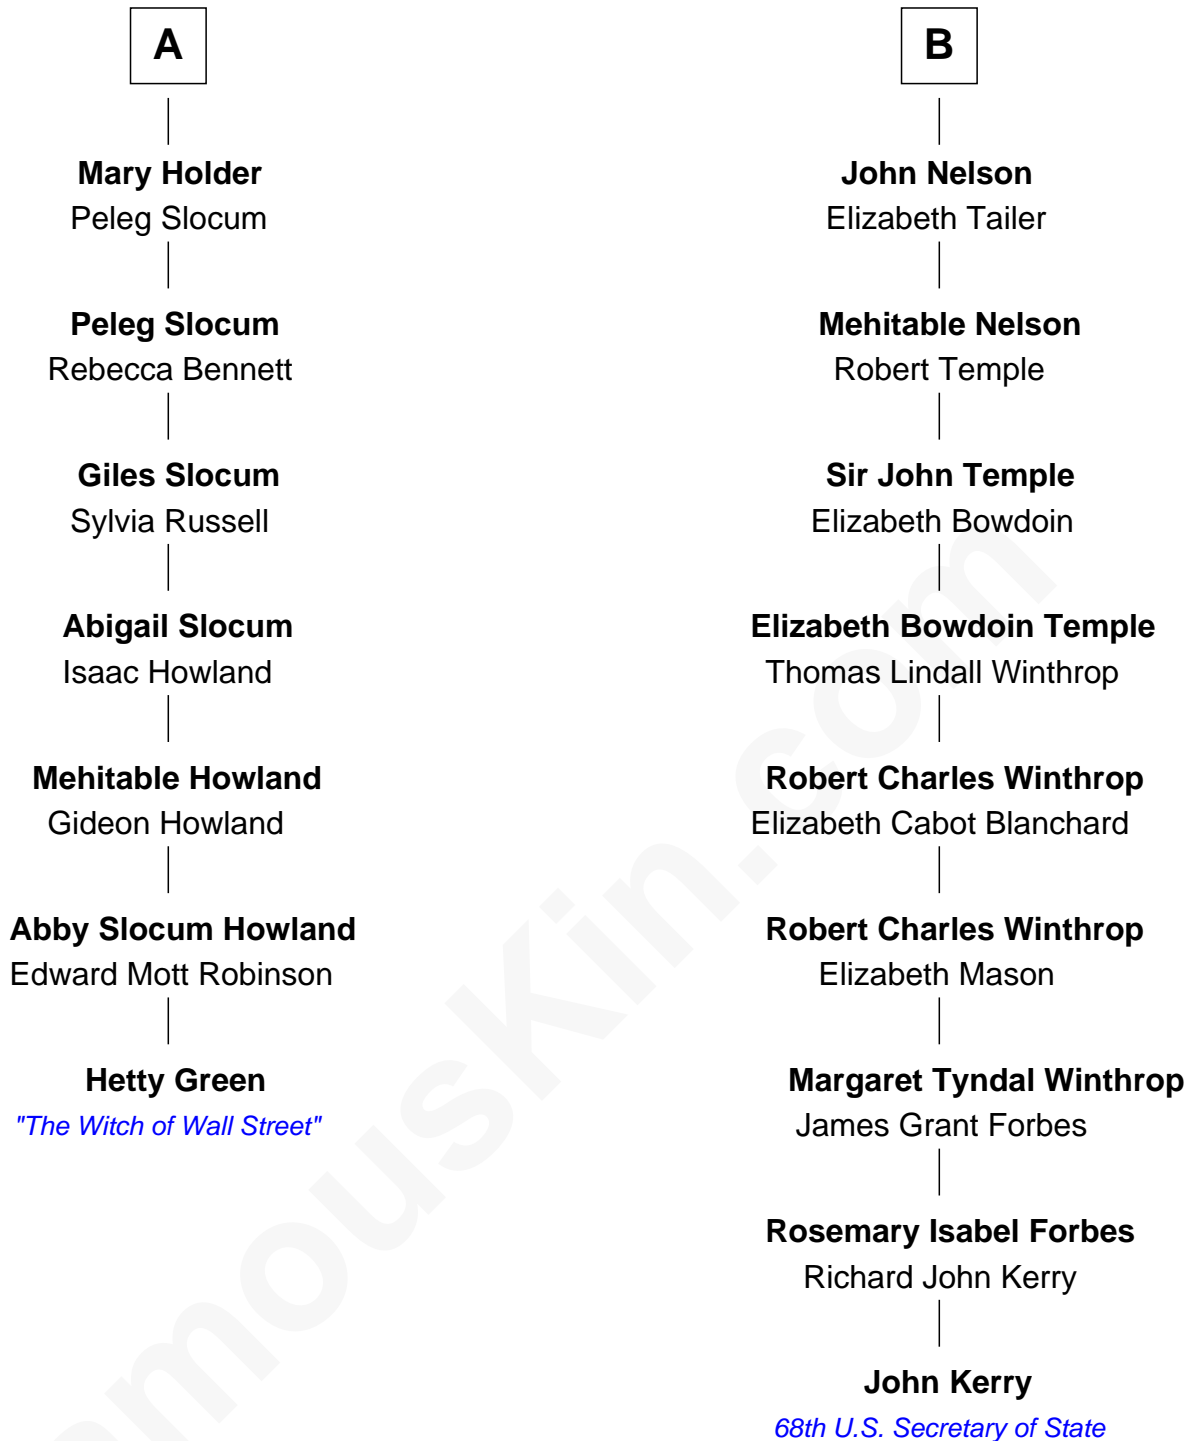 A
Mary Holder
Peleg Slocum
Peleg Slocum
Rebecca Bennett
Giles Slocum
Sylvia Russell
Abigail Slocum
Isaac Howland
Mehitable Howland
Gideon Howland
Abby Slocum Howland
Edward Mott Robinson
Hetty Green
"The Witch of Wall Street"
B
John Nelson
Elizabeth Tailer
Mehitable Nelson
Robert Temple
Sir John Temple
Elizabeth Bowdoin
Elizabeth Bowdoin Temple
Thomas Lindall Winthrop
Robert Charles Winthrop
Elizabeth Cabot Blanchard
Robert Charles Winthrop
Elizabeth Mason
Margaret Tyndal Winthrop
James Grant Forbes
Rosemary Isabel Forbes
Richard John Kerry
John Kerry
68th U.S. Secretary of State
amouskin.com